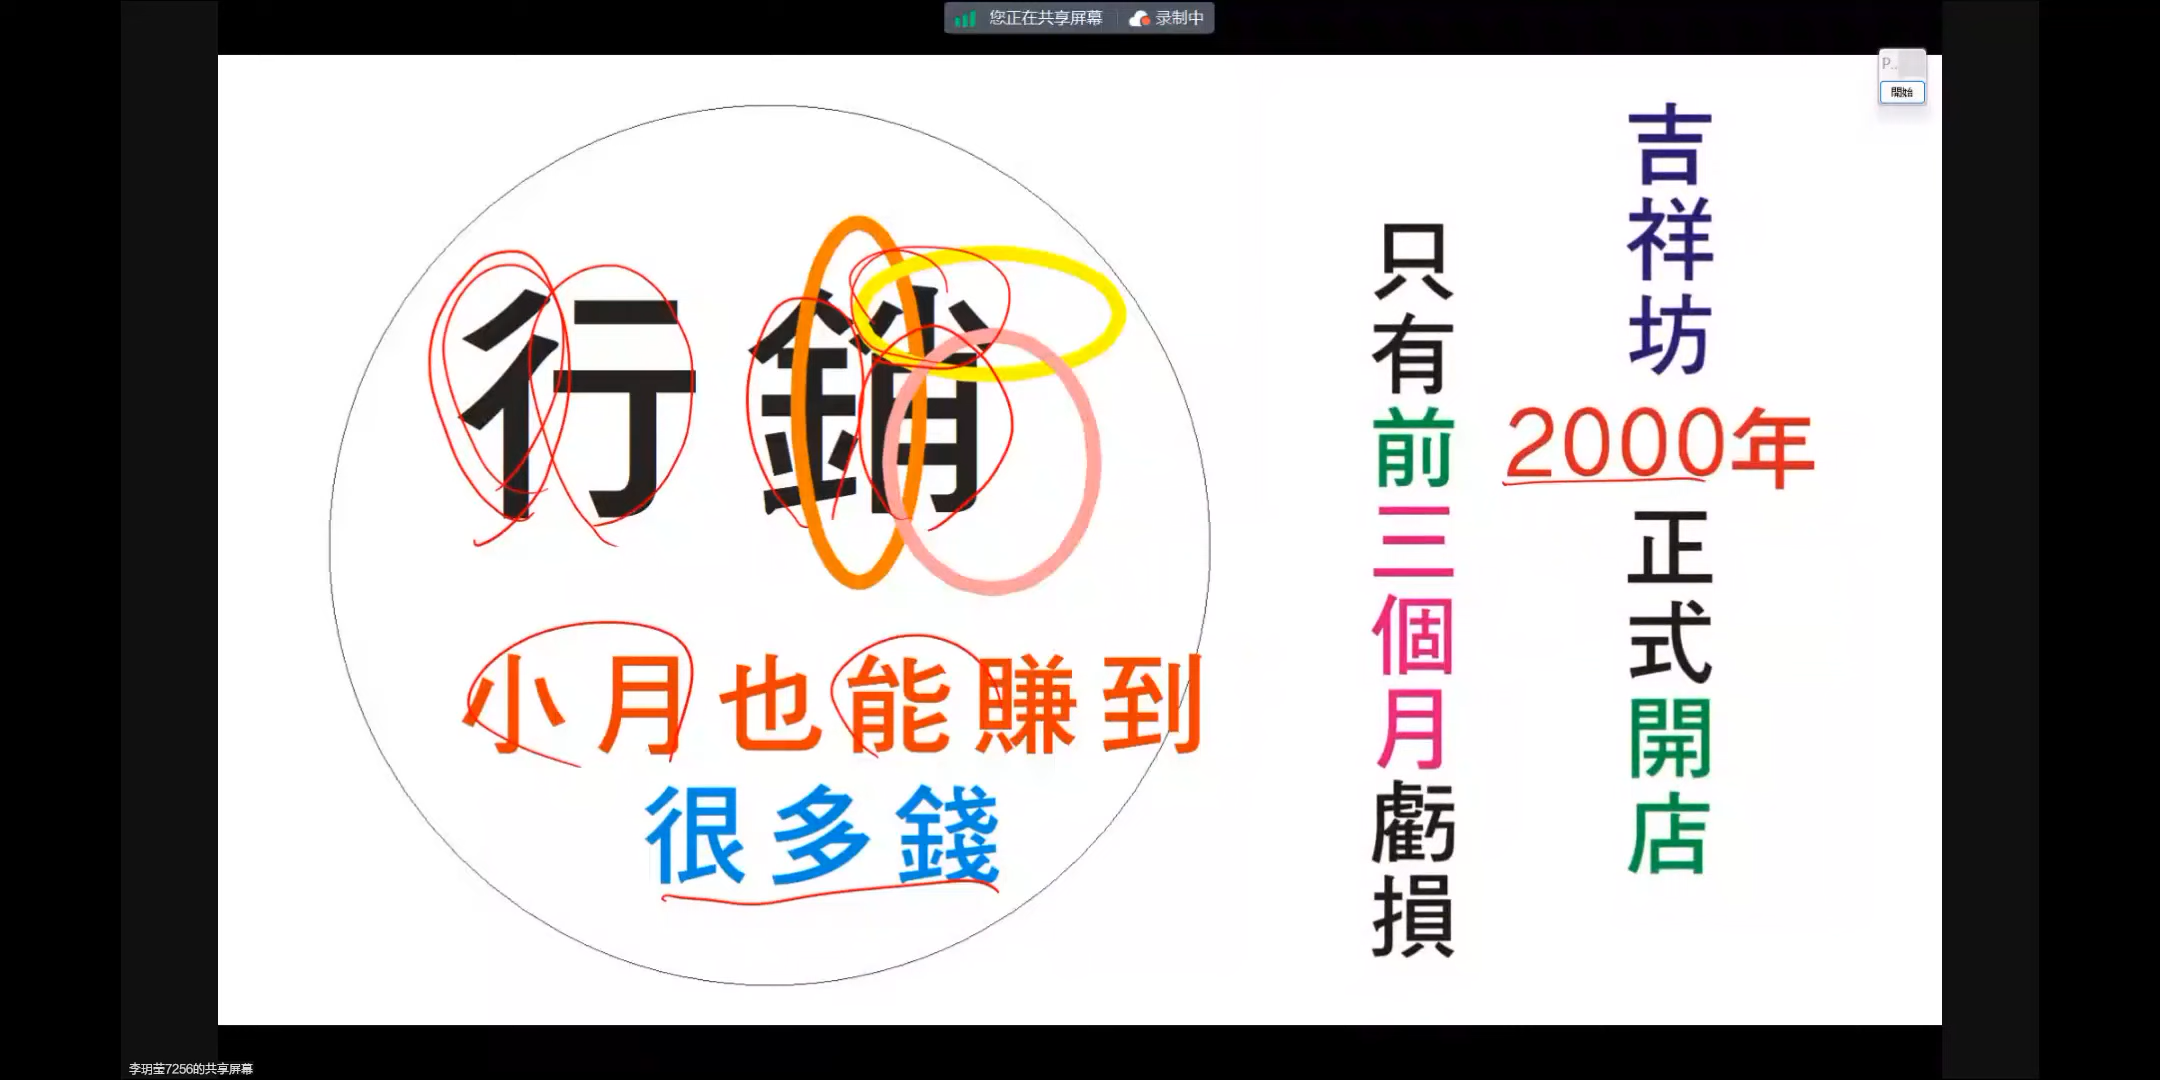 您正在共享屏幕 录制中
P..
開始
吉祥坊
2000年
正式開店
只有前三個月虧損
行銷
小月也能賺到
很多錢
李玥莹7256的共享屏幕